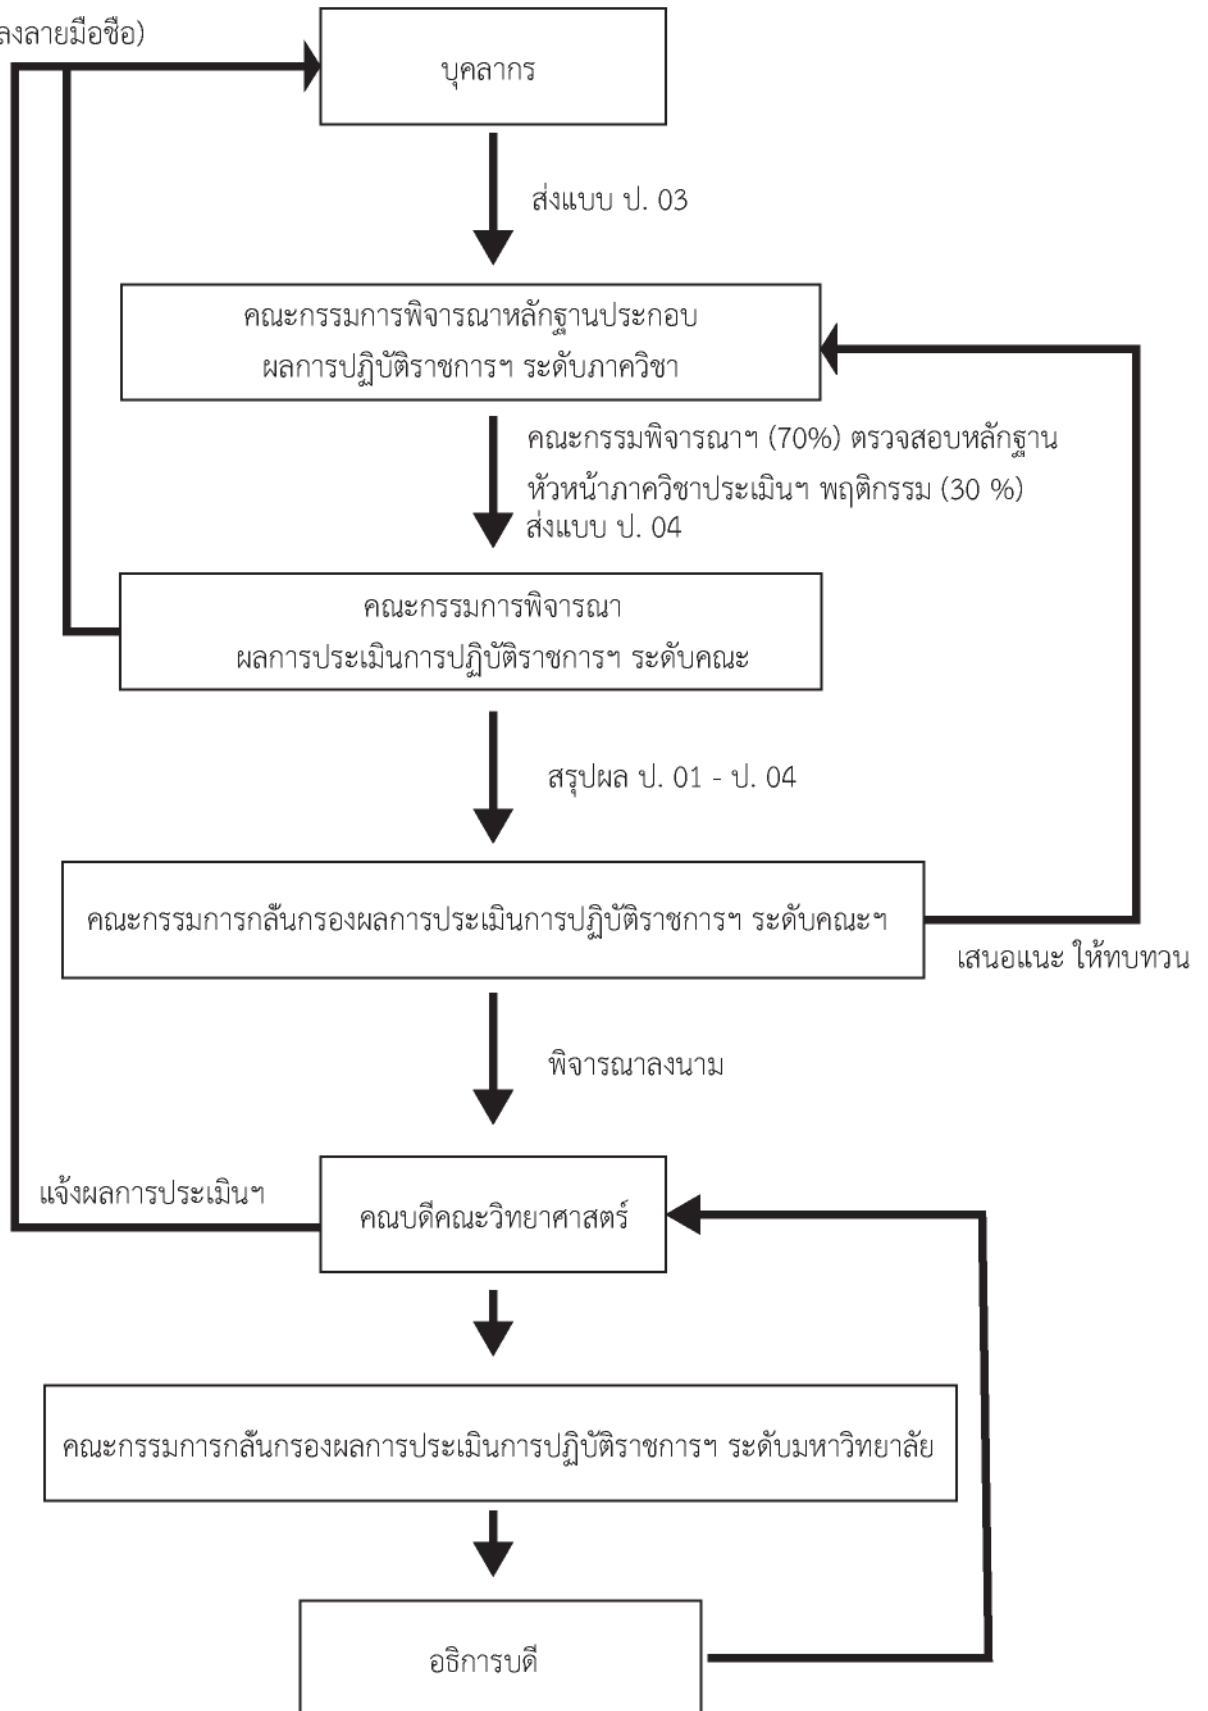 ลงลายมือชื่อ)
บุคลากร
ส่งแบบ ป. 03
คณะกรรมการพิจารณาหลักฐานประกอบ
ผลการปฏิบัติราชการฯ ระดับภาควิชา
คณะกรรมพิจารณาฯ (70%) ตรวจสอบหลักฐาน
หัวหน้าภาควิชาประเมินฯ พฤติกรรม (30 %)
ส่งแบบ ป. 04
คณะกรรมการพิจารณา
ผลการประเมินการปฏิบัติราชการฯ ระดับคณะ
สรุปผล ป. 01 - ป. 04
คณะกรรมการกลั่นกรองผลการประเมินการปฏิบัติราชการฯ ระดับคณะฯ
เสนอแนะ ให้ทบทวน
พิจารณาลงนาม
แจ้งผลการประเมินฯ
คณบดีคณะวิทยาศาสตร์
คณะกรรมการกลั่นกรองผลการประเมินการปฏิบัติราชการฯ ระดับมหาวิทยาลัย
อธิการบดี